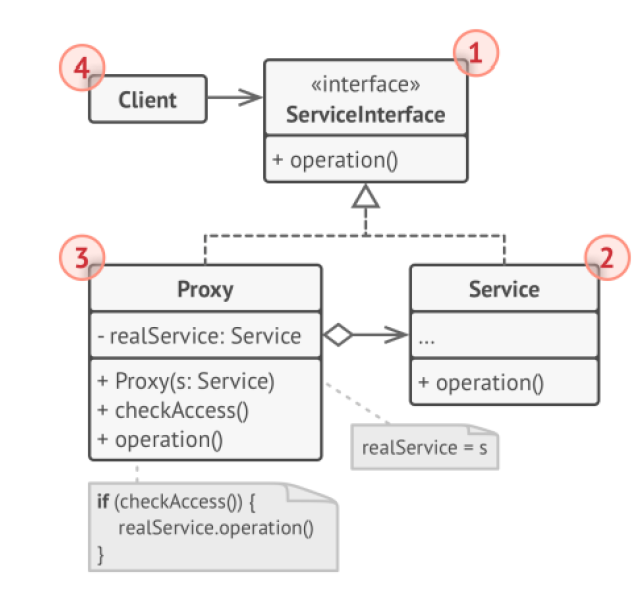 1
«interface»
ServiceInterface
+ operation()
4
Client
3
Proxy
- realService: Service
+ Proxy(s: Service)
+ checkAccess()
+ operation()
2
Service
...
+ operation()
realService = s
if (checkAccess()) {
realService.operation()
}